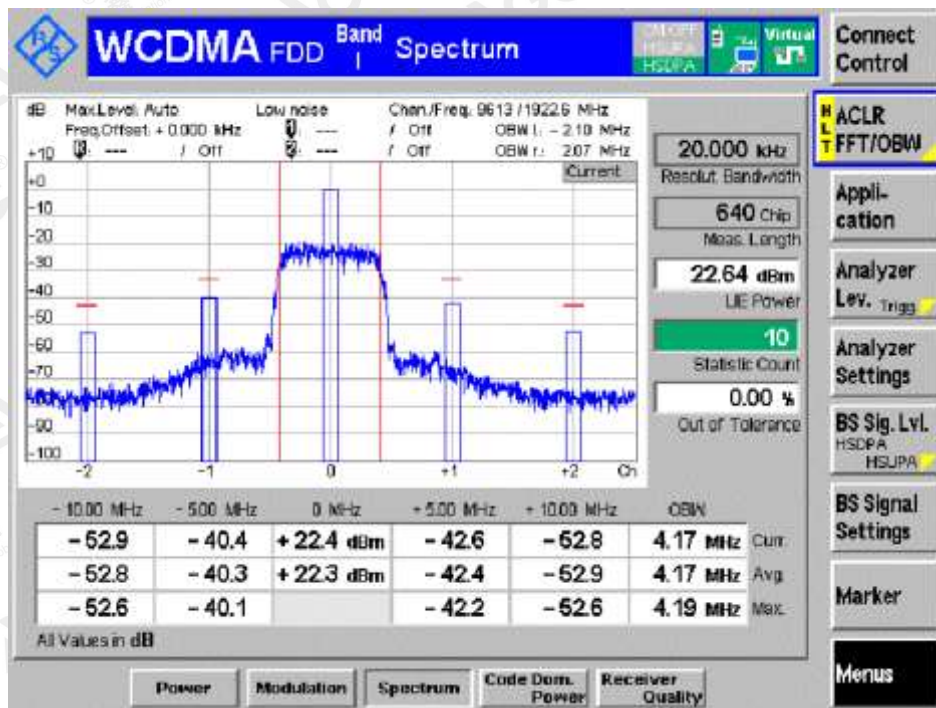 R&S
WCDMA FDD Band I Spectrum
HSUPA
HSDPA
Virtual
Connect Control
dB Max.Level: Auto Low noise Chan./Freq.: 9613 / 1922.6 MHz
Freq.Offset: + 0.000 kHz --- / Off OBW l.: - 2.10 MHz
--- / Off --- / Off OBW r.: 2.07 MHz
Current
+10
+0
-10
-20
-30
-40
-50
-60
-70
-90
-100
-2 -1 0 +1 +2 Ch
20.000 kHz
Resolut. Bandwidth
640 Chip
Meas. Length
22.64 dBm
UE Power
10
Statistic Count
0.00 %
Out of Tolerance
- 10.00 MHz - 5.00 MHz 0 MHz + 5.00 MHz + 10.00 MHz OBW
- 52.9 - 40.4 + 22.4 dBm - 42.6 - 52.8 4.17 MHz Curr.
- 52.8 - 40.3 + 22.3 dBm - 42.4 - 52.9 4.17 MHz Avg.
- 52.6 - 40.1 - 42.2 - 52.6 4.19 MHz Max.
All Values in dB
HLT ACLR
FFT/OBW
Appli-
cation
Analyzer
Lev. Trigg.
Analyzer
Settings
BS Sig. Lvl.
HSDPA
HSUPA
BS Signal
Settings
Marker
Menus
Power Modulation Spectrum Code Dom. Power Receiver Quality